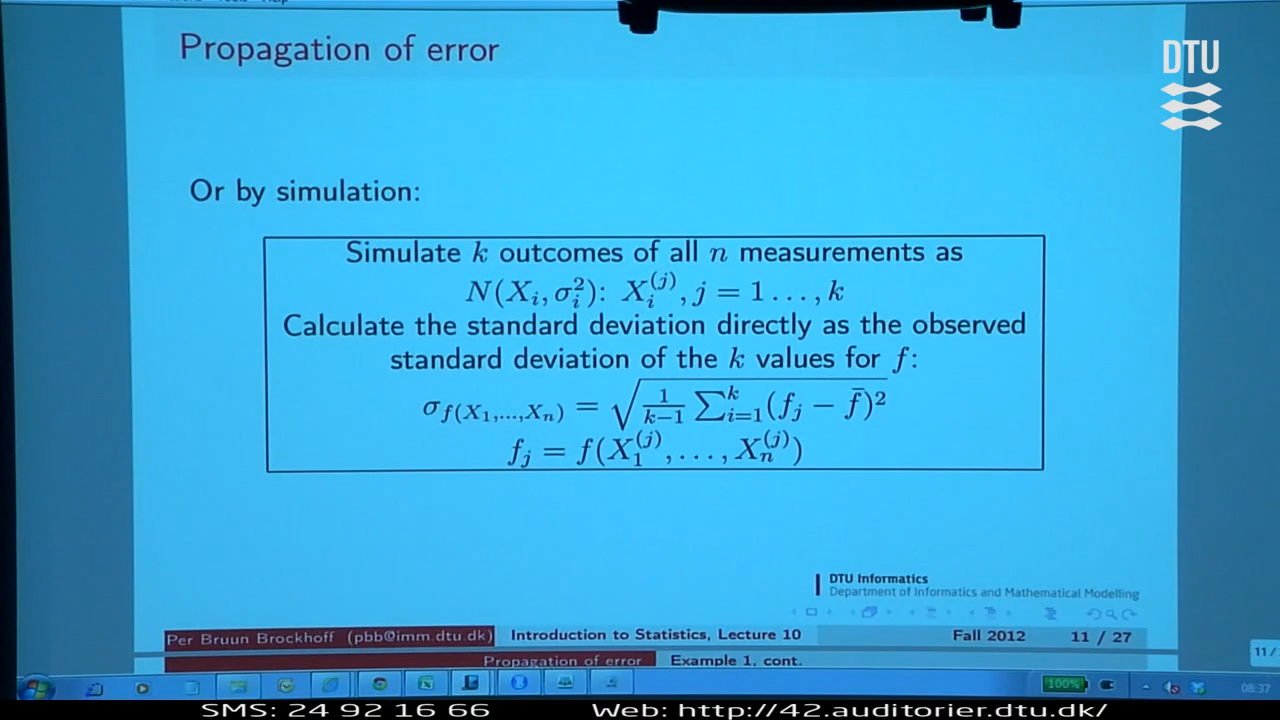 Propagation of error
DTU
Or by simulation:
Simulate k outcomes of all n measurements as
N(X_i, σ_i^2): X_i^{(j)}, j = 1 ..., k
Calculate the standard deviation directly as the observed
standard deviation of the k values for f:
σ_{f(X_1,...,X_n)} = √(1/(k−1) ∑_{i=1}^k (f_j − f̄)^2)
f_j = f(X_1^{(j)}, ..., X_n^{(j)})
DTU Informatics
Department of Informatics and Mathematical Modelling
Per Bruun Brockhoff (pbb@imm.dtu.dk) Introduction to Statistics, Lecture 10 Fall 2012 11 / 27
11 /
Propagation of error Example 1, cont.
100% 08:37
SMS: 24 92 16 66 Web: http://42.auditorier.dtu.dk/